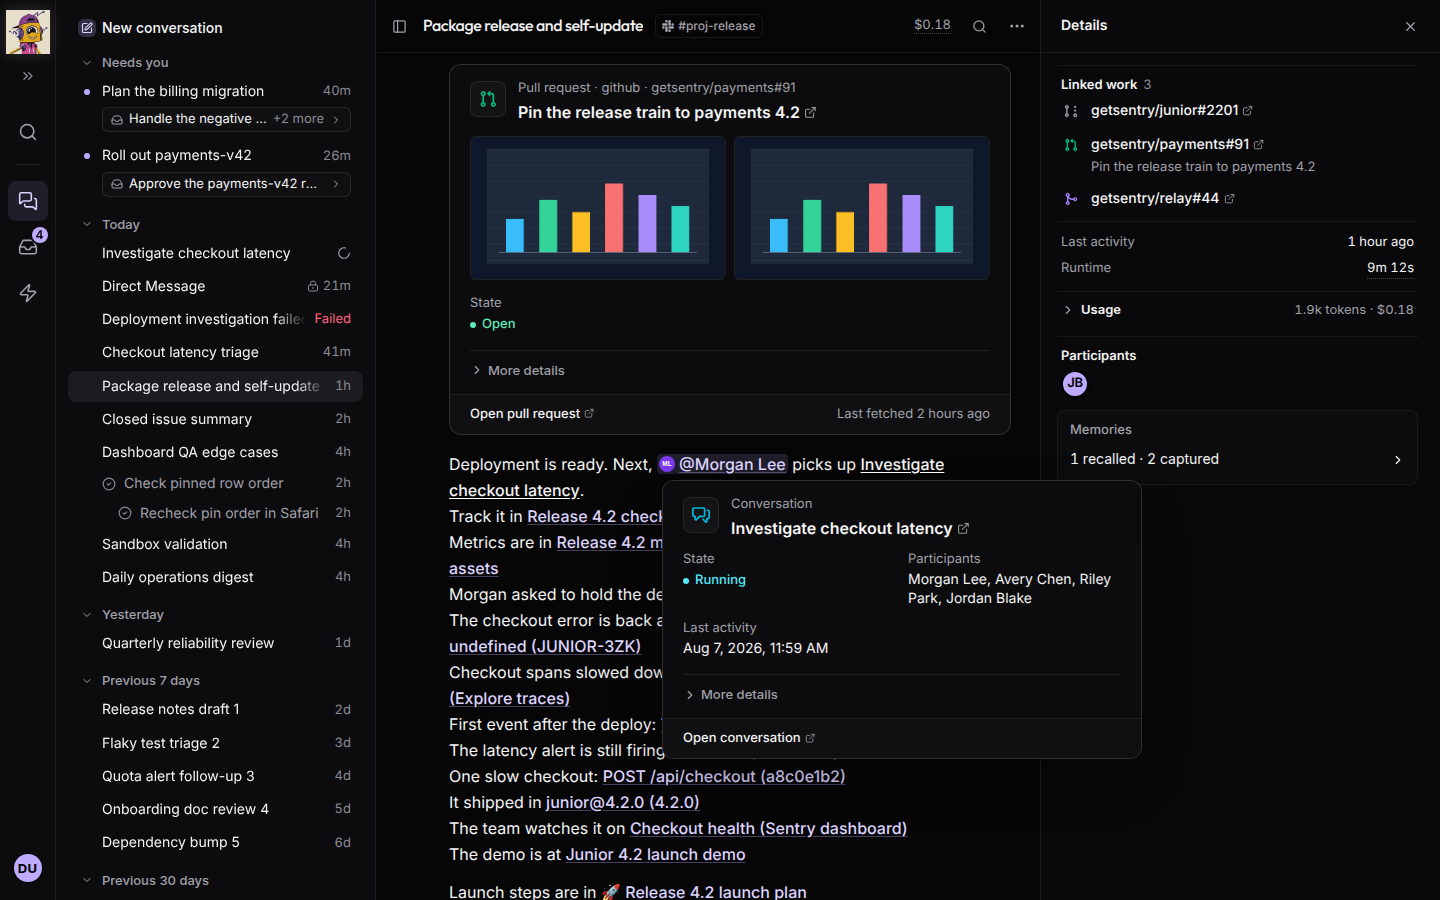 New conversation
Needs you
Plan the billing migration 40m
Handle the negative ... +2 more
Roll out payments-v42 26m
Approve the payments-v42 r...
4
Today
Investigate checkout latency
Direct Message 21m
Deployment investigation failed Failed
Checkout latency triage 41m
Package release and self-update 1h
Closed issue summary 2h
Dashboard QA edge cases 4h
Check pinned row order 2h
Recheck pin order in Safari 2h
Sandbox validation 4h
Daily operations digest 4h
Yesterday
Quarterly reliability review 1d
Previous 7 days
Release notes draft 1 2d
Flaky test triage 2 3d
Quota alert follow-up 3 4d
Onboarding doc review 4 5d
Dependency bump 5 6d
Previous 30 days
DU
Package release and self-update #proj-release $0.18
Pull request · github · getsentry/payments#91
Pin the release train to payments 4.2
State
Open
More details
Open pull request Last fetched 2 hours ago
Deployment is ready. Next, ML @Morgan Lee picks up Investigate
checkout latency.
Track it in Release 4.2 check
Metrics are in Release 4.2 m
assets
Morgan asked to hold the de
The checkout error is back a
undefined (JUNIOR-3ZK)
Checkout spans slowed dow
(Explore traces)
First event after the deploy:
The latency alert is still firing
One slow checkout: POST /api/checkout (a8c0e1b2)
It shipped in junior@4.2.0 (4.2.0)
The team watches it on Checkout health (Sentry dashboard)
The demo is at Junior 4.2 launch demo
Launch steps are in 🚀 Release 4.2 launch plan
Conversation
Investigate checkout latency
State
Running
Participants
Morgan Lee, Avery Chen, Riley
Park, Jordan Blake
Last activity
Aug 7, 2026, 11:59 AM
More details
Open conversation
Details
Linked work 3
getsentry/junior#2201
getsentry/payments#91
Pin the release train to payments 4.2
getsentry/relay#44
Last activity 1 hour ago
Runtime 9m 12s
Usage 1.9k tokens · $0.18
Participants
JB
Memories
1 recalled · 2 captured